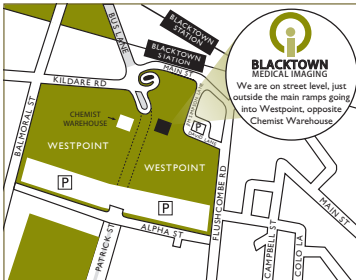 BLACKTOWN
STATION
BLACKTOWN
STATION
BUS LANE
MAIN ST
KILDARE RD
BALMORAL ST
CHEMIST
WAREHOUSE
WESTPOINT
WESTPOINT
P
P
P
ALPHA ST
PATRICK ST
FLUSHCOMBE RD
MAIN ST
CAMPBELL ST
COLO LA
BLACKTOWN
MEDICAL IMAGING
We are on street level, just
outside the main ramps going
into Westpoint, opposite
Chemist Warehouse